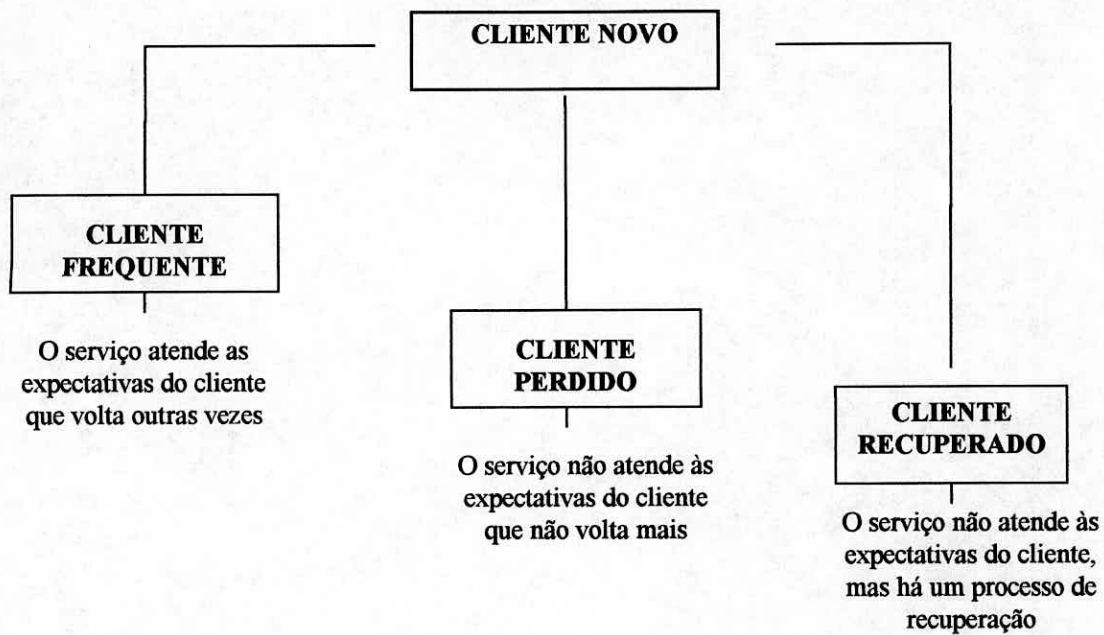 CLIENTE NOVO
CLIENTE
FREQUENTE
O serviço atende as
expectativas do cliente
que volta outras vezes
CLIENTE
PERDIDO
O serviço não atende às
expectativas do cliente
que não volta mais
CLIENTE
RECUPERADO
O serviço não atende às
expectativas do cliente,
mas há um processo de
recuperação